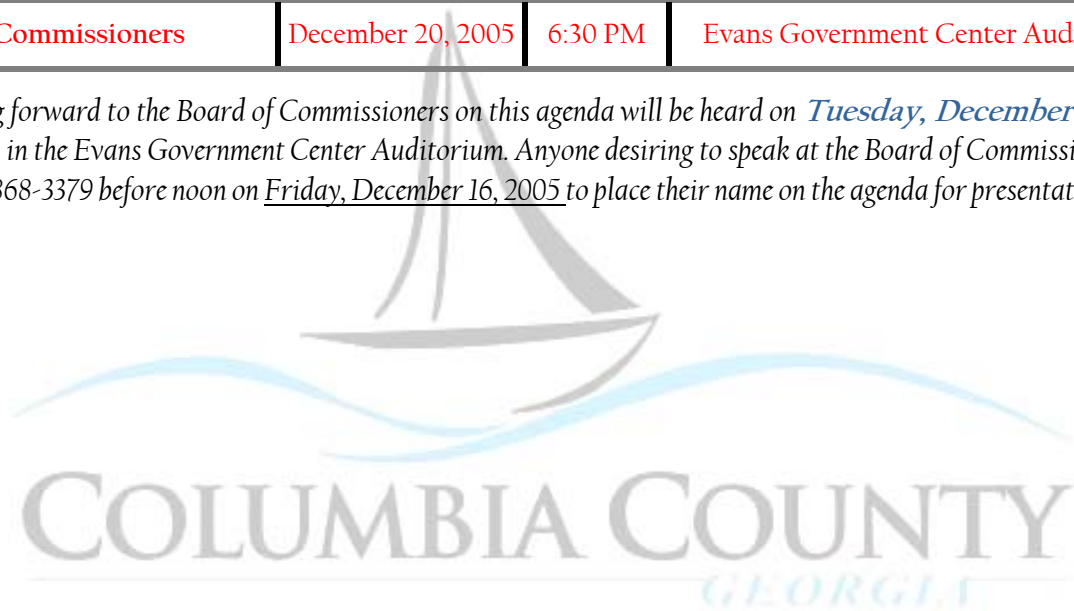 Commissioners December 20, 2005 6:30 PM Evans Government Center Aud
g forward to the Board of Commissioners on this agenda will be heard on Tuesday, December
in the Evans Government Center Auditorium. Anyone desiring to speak at the Board of Commissi
868-3379 before noon on Friday, December 16, 2005 to place their name on the agenda for presentat
COLUMBIA COUNTY
GEORGIA